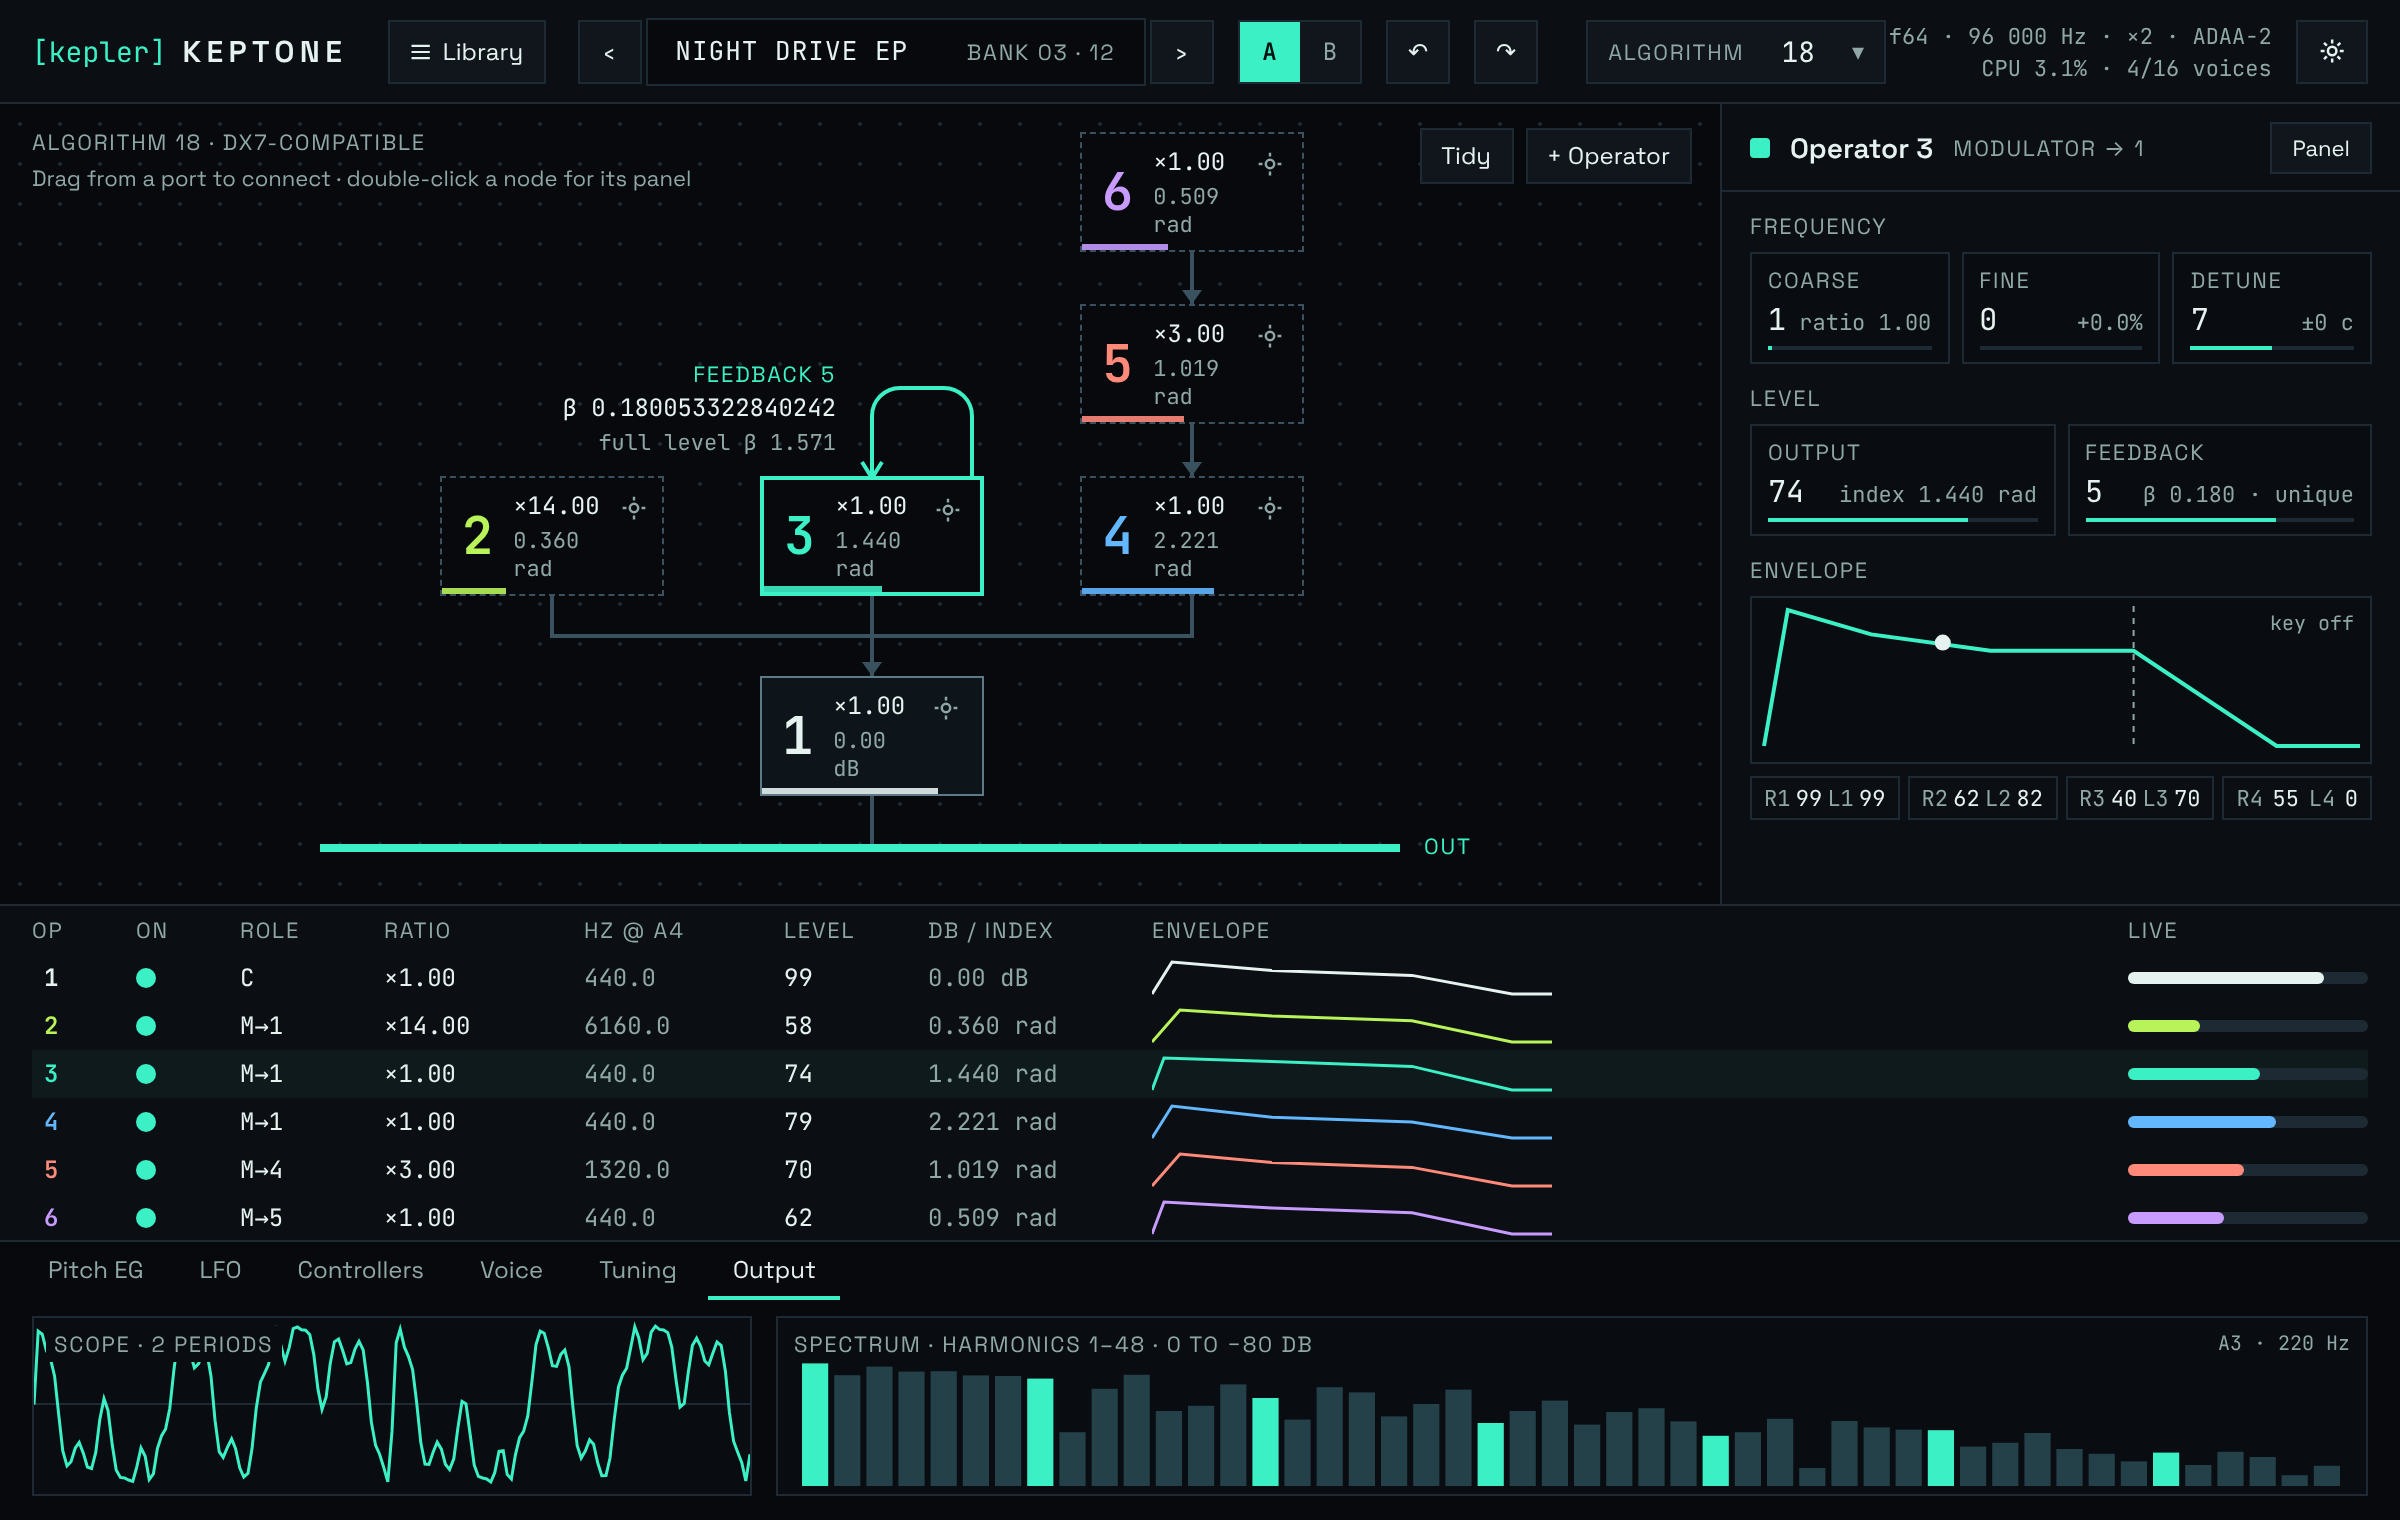 [kepler] KEPTONE
Library
<
NIGHT DRIVE EP BANK 03 · 12
>
A B
↶
↷
ALGORITHM 18 ▾
f64 · 96 000 Hz · ×2 · ADAA-2
CPU 3.1% · 4/16 voices
ALGORITHM 18 · DX7-COMPATIBLE
Drag from a port to connect · double-click a node for its panel
Tidy
+ Operator
6 ×1.00
0.509
rad
5 ×3.00
1.019
rad
FEEDBACK 5
β 0.180053322840242
full level β 1.571
2 ×14.00
0.360
rad
3 ×1.00
1.440
rad
4 ×1.00
2.221
rad
1 ×1.00
0.00
dB
OUT
Operator 3 MODULATOR → 1
Panel
FREQUENCY
COARSE
1 ratio 1.00
FINE
0 +0.0%
DETUNE
7 ±0 c
LEVEL
OUTPUT
74 index 1.440 rad
FEEDBACK
5 β 0.180 · unique
ENVELOPE
key off
R1 99 L1 99
R2 62 L2 82
R3 40 L3 70
R4 55 L4 0
OP ON ROLE RATIO HZ @ A4 LEVEL DB / INDEX ENVELOPE LIVE
1 C ×1.00 440.0 99 0.00 dB
2 M→1 ×14.00 6160.0 58 0.360 rad
3 M→1 ×1.00 440.0 74 1.440 rad
4 M→1 ×1.00 440.0 79 2.221 rad
5 M→4 ×3.00 1320.0 70 1.019 rad
6 M→5 ×1.00 440.0 62 0.509 rad
Pitch EG LFO Controllers Voice Tuning Output
SCOPE · 2 PERIODS
SPECTRUM · HARMONICS 1–48 · 0 TO −80 DB
A3 · 220 Hz